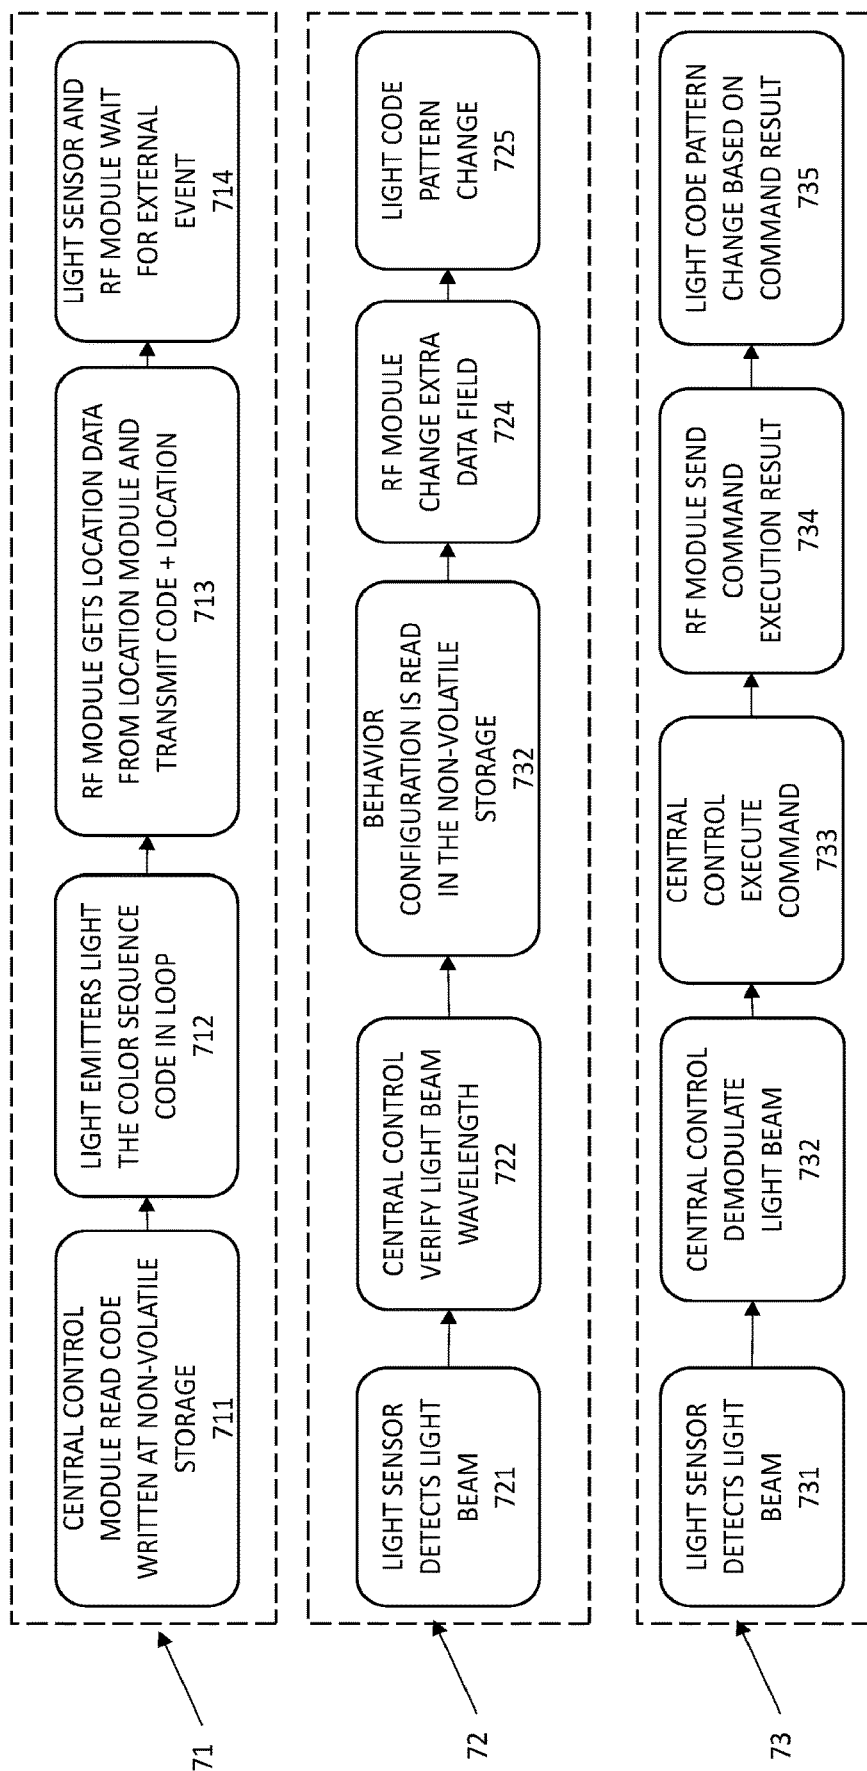 71
CENTRAL CONTROL
MODULE READ CODE
WRITTEN AT NON-VOLATILE
STORAGE
711
LIGHT EMITTERS LIGHT
THE COLOR SEQUENCE
CODE IN LOOP
712
RF MODULE GETS LOCATION DATA
FROM LOCATION MODULE AND
TRANSMIT CODE + LOCATION
713
LIGHT SENSOR AND
RF MODULE WAIT
FOR EXTERNAL
EVENT
714
72
LIGHT SENSOR
DETECTS LIGHT
BEAM
721
CENTRAL CONTROL
VERIFY LIGHT BEAM
WAVELENGTH
722
BEHAVIOR
CONFIGURATION IS READ
IN THE NON-VOLATILE
STORAGE
732
RF MODULE
CHANGE EXTRA
DATA FIELD
724
LIGHT CODE
PATTERN
CHANGE
725
73
LIGHT SENSOR
DETECTS LIGHT
BEAM
731
CENTRAL CONTROL
DEMODULATE
LIGHT BEAM
732
CENTRAL
CONTROL
EXECUTE
COMMAND
733
RF MODULE SEND
COMMAND
EXECUTION RESULT
734
LIGHT CODE PATTERN
CHANGE BASED ON
COMMAND RESULT
735